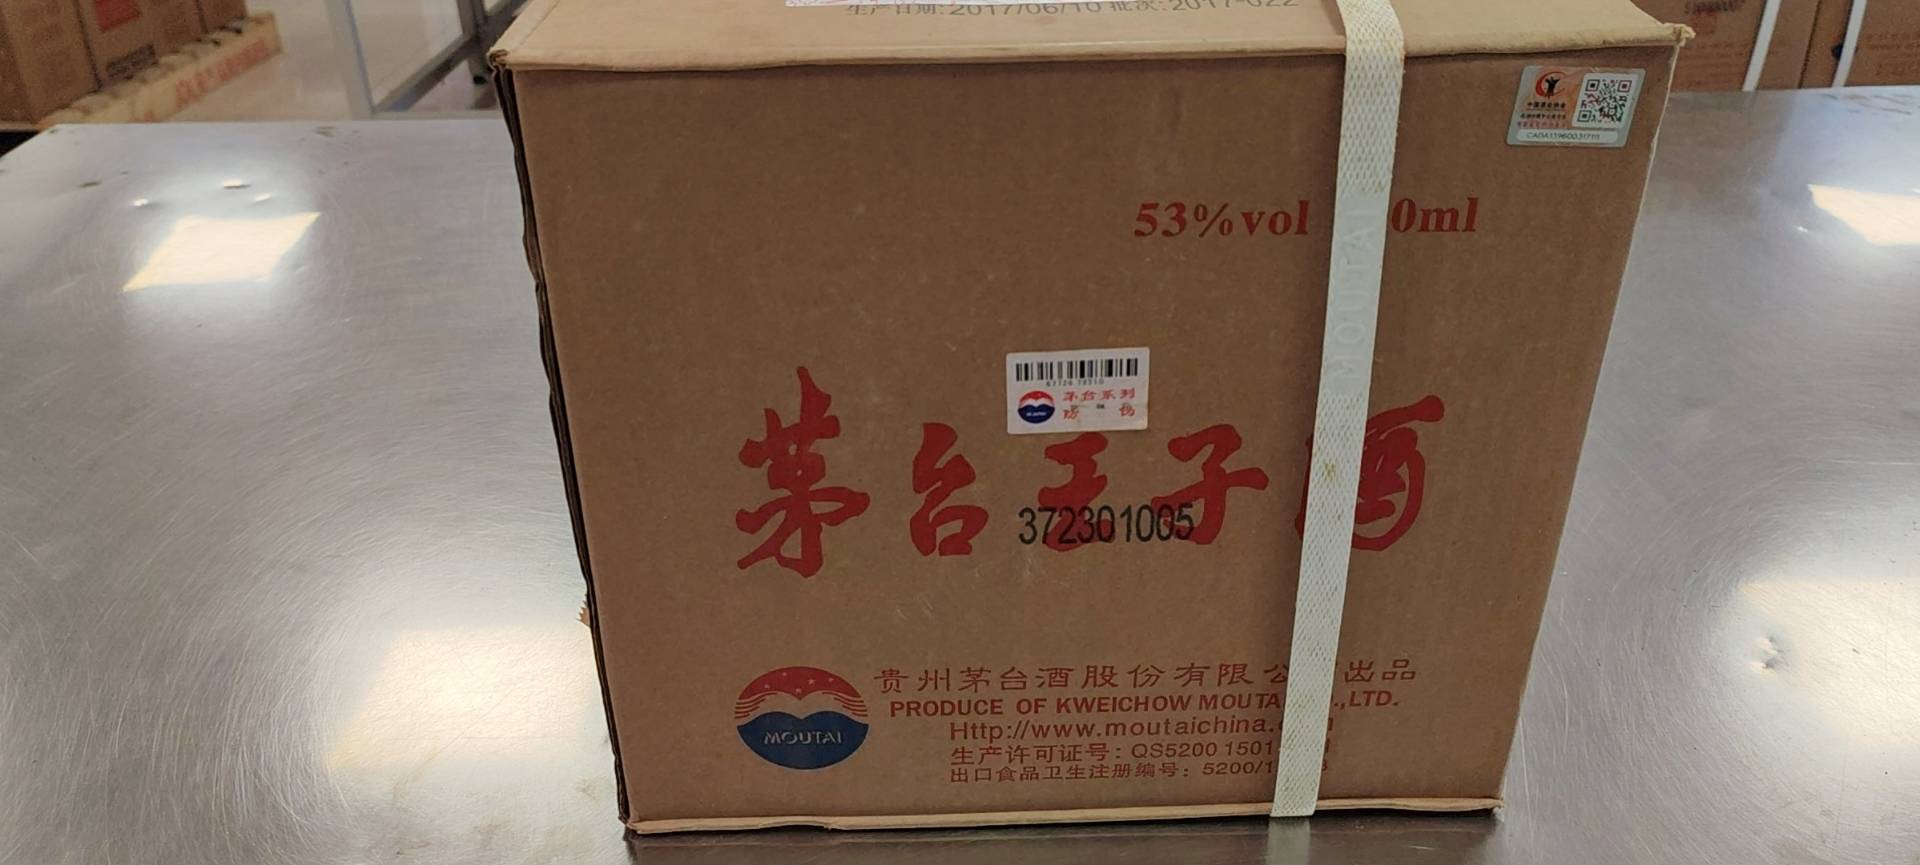 生产日期:2017/06/10 批次:2017-022
CADA13960031711
53%vol 0ml
MOUTAI
茅台系列
防伪
茅台王子酒
372301005
贵州茅台酒股份有限公 出品
PRODUCE OF KWEICHOW MOUTA .,LTD.
MOUTAI
Http://www.moutaichina. m
生产许可证号: QS5200 1501
出口食品卫生注册编号: 5200/1